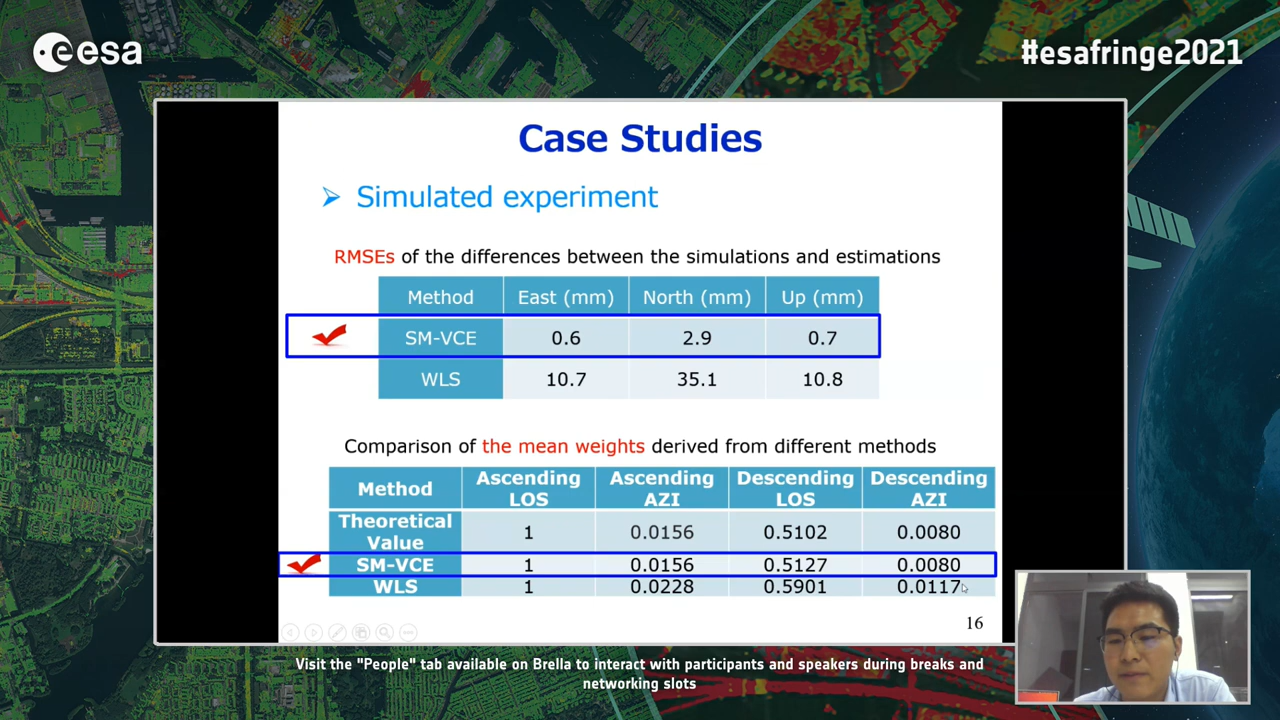 esa
#esafringe2021
Case Studies
Simulated experiment
RMSEs of the differences between the simulations and estimations
Method East (mm) North (mm) Up (mm)
SM-VCE 0.6 2.9 0.7
WLS 10.7 35.1 10.8
Comparison of the mean weights derived from different methods
Method Ascending LOS Ascending AZI Descending LOS Descending AZI
Theoretical Value 1 0.0156 0.5102 0.0080
SM-VCE 1 0.0156 0.5127 0.0080
WLS 1 0.0228 0.5901 0.0117
16
Visit the "People" tab available on Brella to interact with participants and speakers during breaks and
networking slots